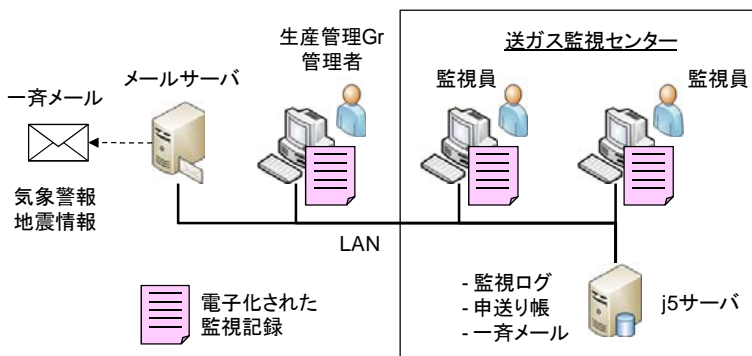 生産管理Gr
管理者
送ガス監視センター
メールサーバ
監視員
監視員
一斉メール
気象警報
地震情報
LAN
電子化された
監視記録
- 監視ログ
- 申送り帳
- 一斉メール
j5サーバ